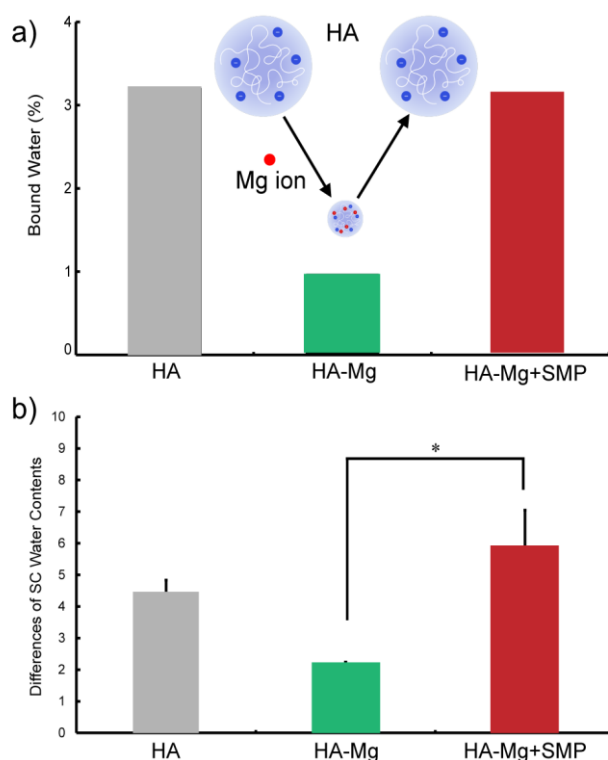 a)
HA
Mg ion
Bound Water (%)
4
3
2
1
0
HA
HA-Mg
HA-Mg+SMP
b)
*
Differences of SC Water Contents
10
9
8
7
6
5
4
3
2
1
0
HA
HA-Mg
HA-Mg+SMP